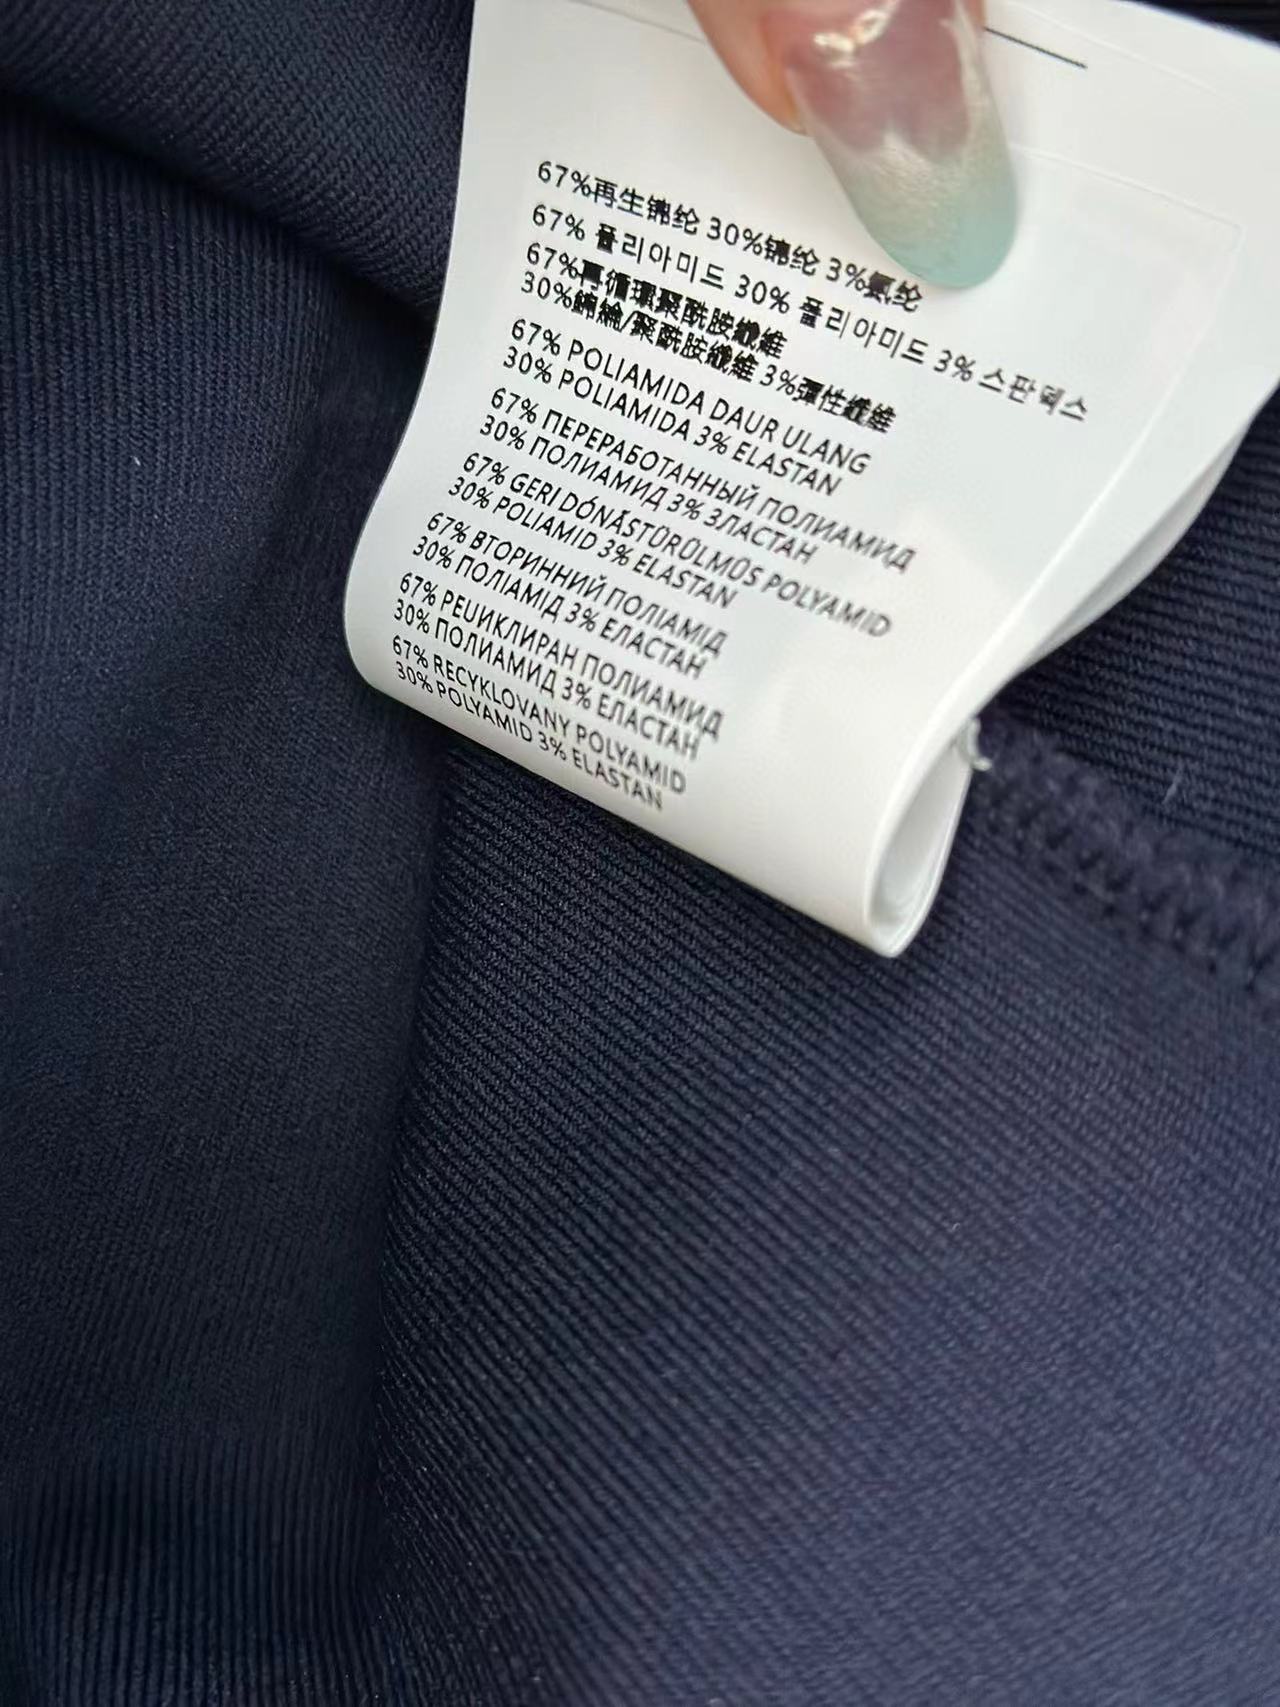 67%再生锦纶 30%锦纶 3%氨纶
67% 폴리아미드 30% 폴리아미드 3% 스판덱스
67%再循環聚酰胺纖維
30%錦綸/聚酰胺纖維 3%彈性纖維
67% POLIAMIDA DAUR ULANG
30% POLIAMIDA 3% ELASTAN
67% ПЕРЕРАБОТАННЫЙ ПОЛИАМИД
30% ПОЛИАМИД 3% ЗЛАСТАН
67% GERI DÓNÁSTŰRŰLMŰS POLYAMID
30% POLIAMID 3% ELASTAN
67% ВТОРИННИЙ ПОЛІАМІД
30% ПОЛІАМІД 3% ЕЛАСТАН
67% РЕЦИКЛИРАН ПОЛИАМИД
30% ПОЛИАМИД 3% ЕЛАСТАН
67% RECYKLOVANY POLYAMID
30% POLYAMID 3% ELASTAN